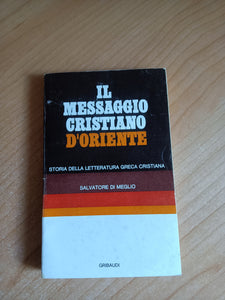 IL
MESSAGGIO
CRISTIANO
D'ORIENTE
STORIA DELLA LETTERATURA GRECA CRISTIANA
SALVATORE DI MEGLIO
GRIBAUDI